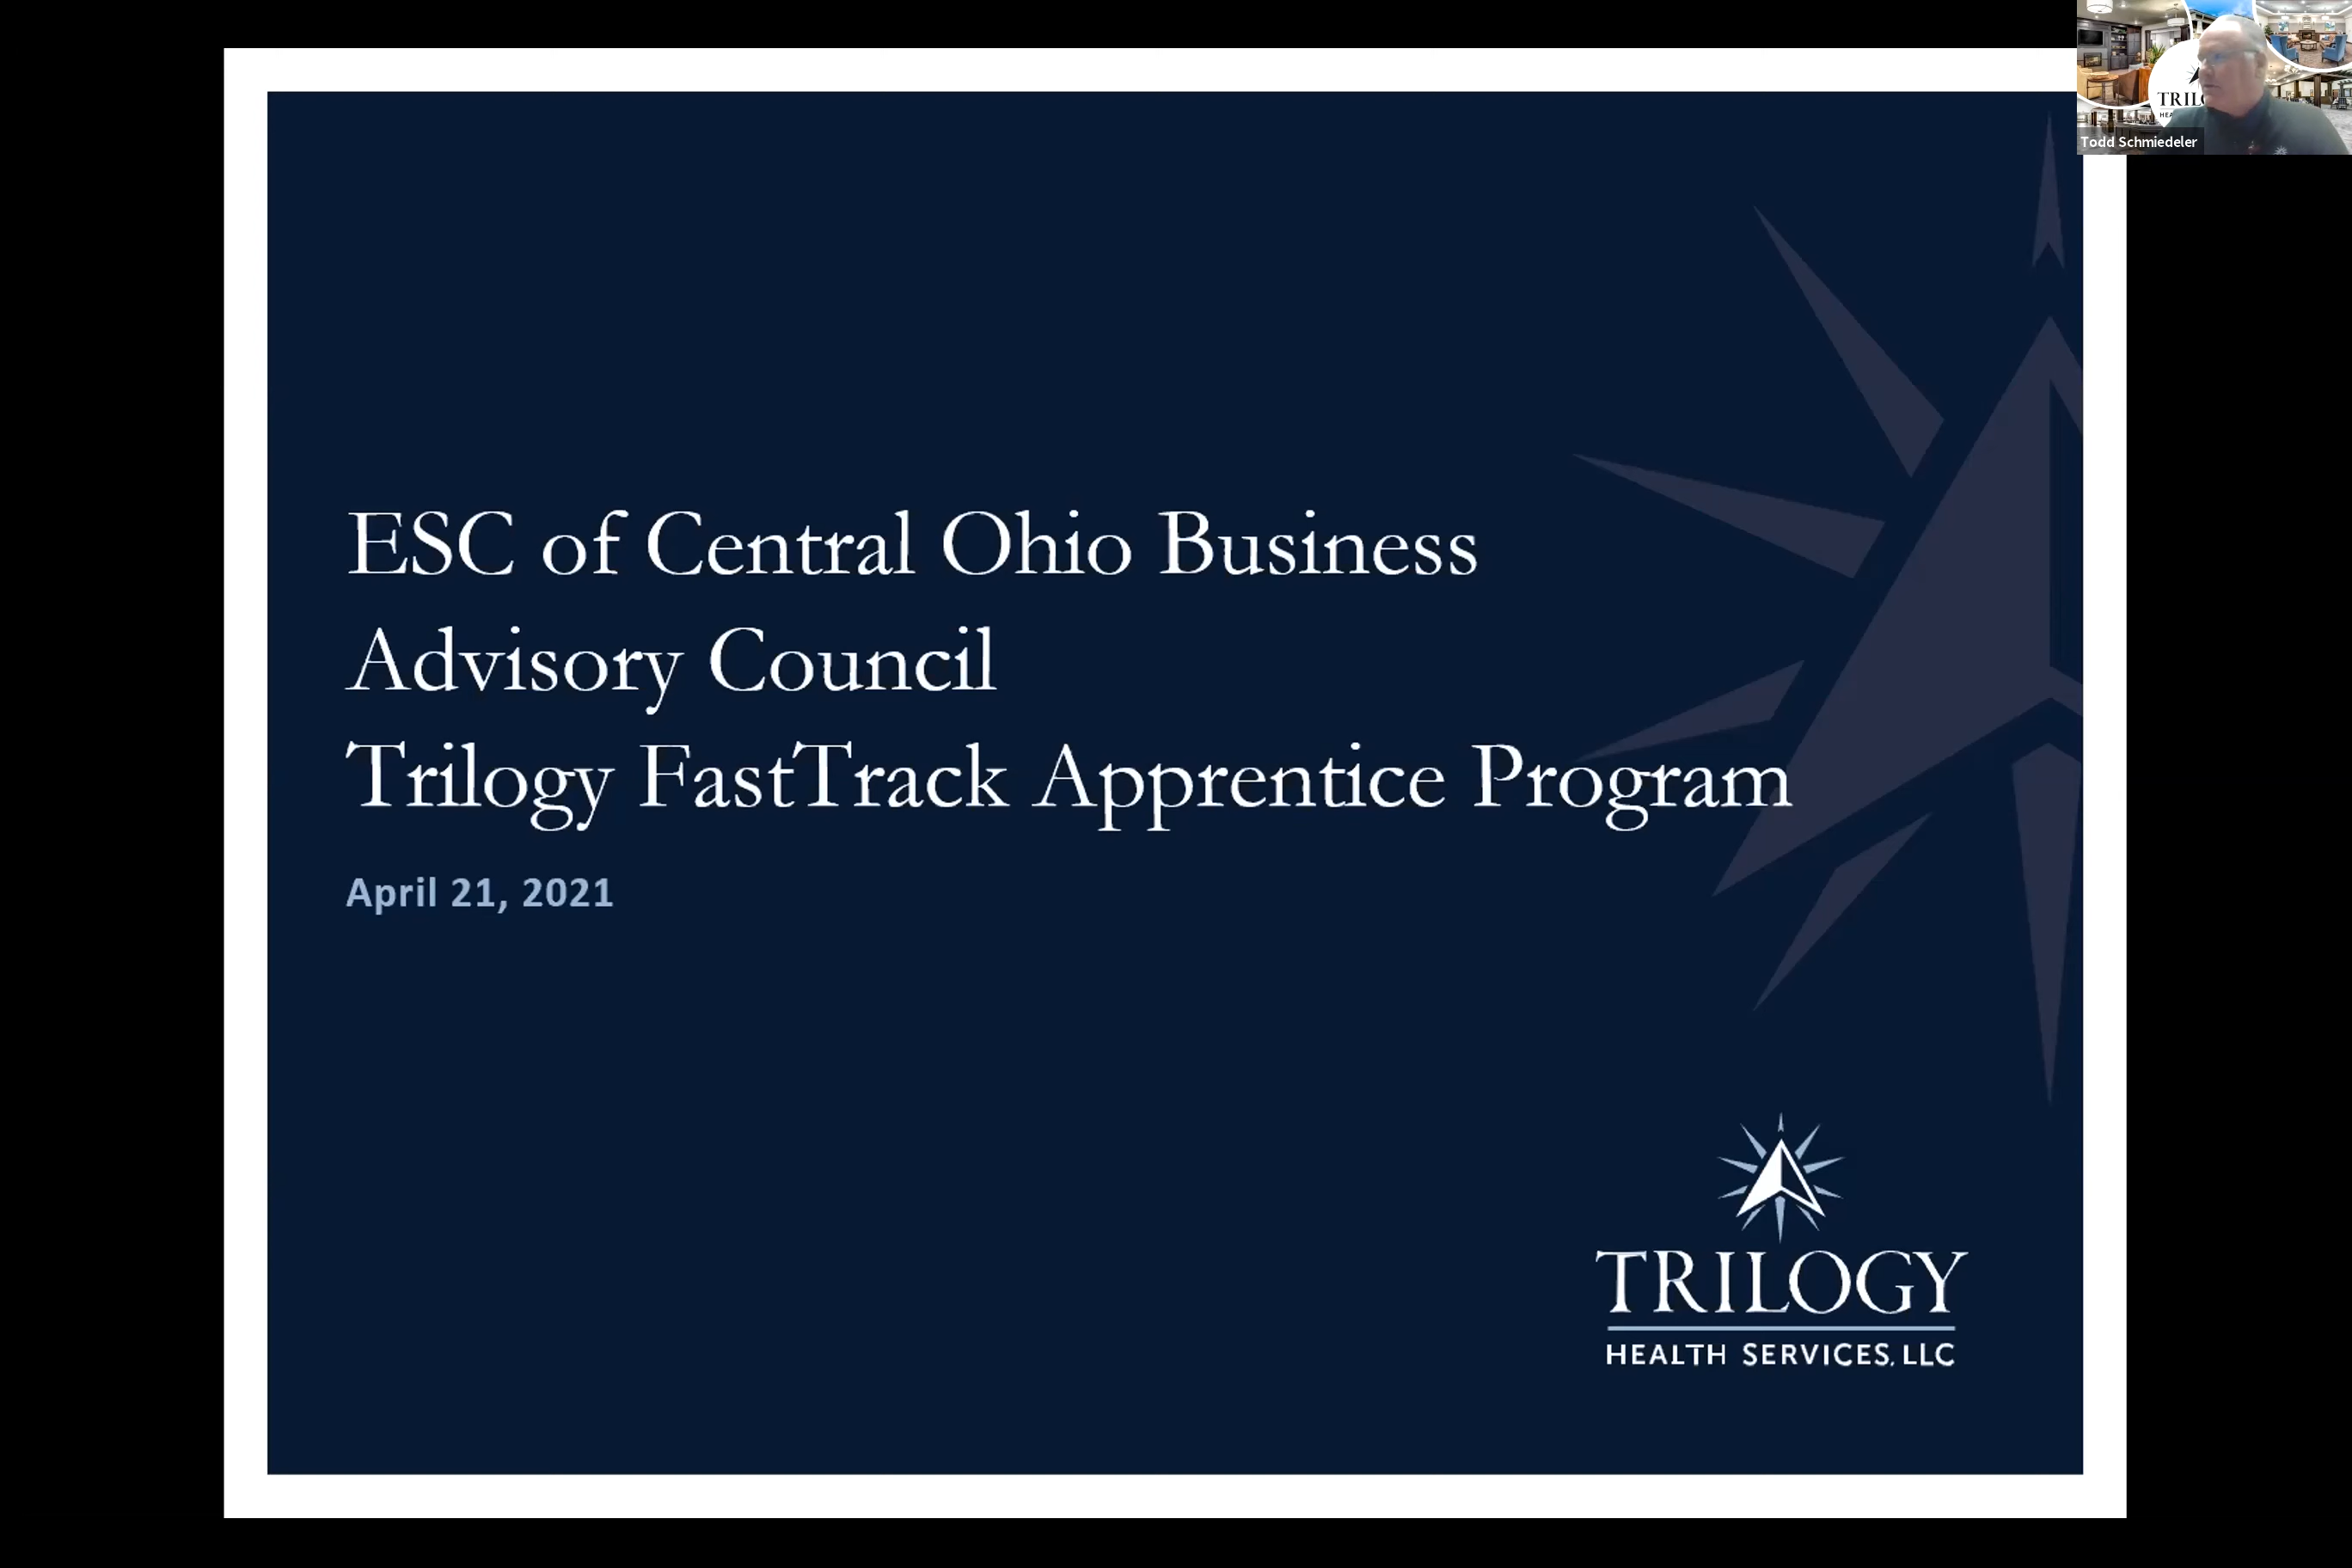 ESC of Central Ohio Business
Advisory Council
Trilogy FastTrack Apprentice Program
April 21, 2021
TRILOGY
HEALTH SERVICES, LLC
Todd Schmiedeler